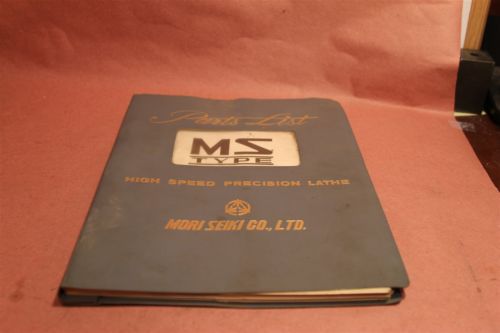 Parts List
MS
TYPE
HIGH SPEED PRECISION LATHE
MORI SEIKI CO., LTD.